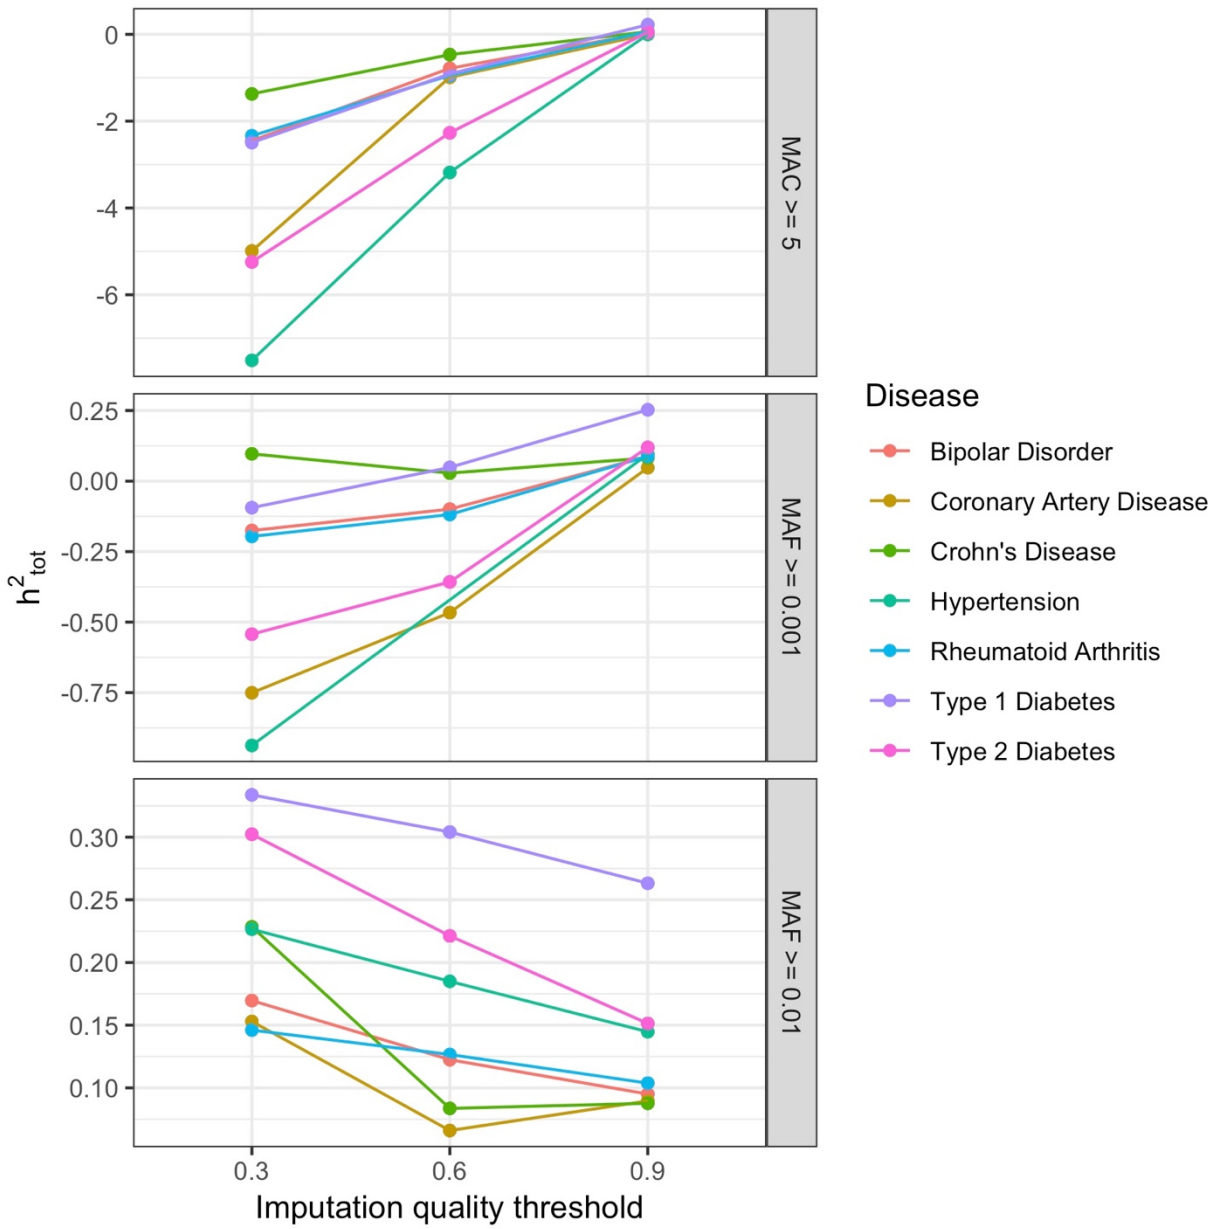 0
-2
-4
-6
MAC >= 5
0.25
0.00
-0.25
-0.50
-0.75
MAF >= 0.001
0.30
0.25
0.20
0.15
0.10
MAF >= 0.01
h²tot
0.3 0.6 0.9
Imputation quality threshold
Disease
Bipolar Disorder
Coronary Artery Disease
Crohn's Disease
Hypertension
Rheumatoid Arthritis
Type 1 Diabetes
Type 2 Diabetes